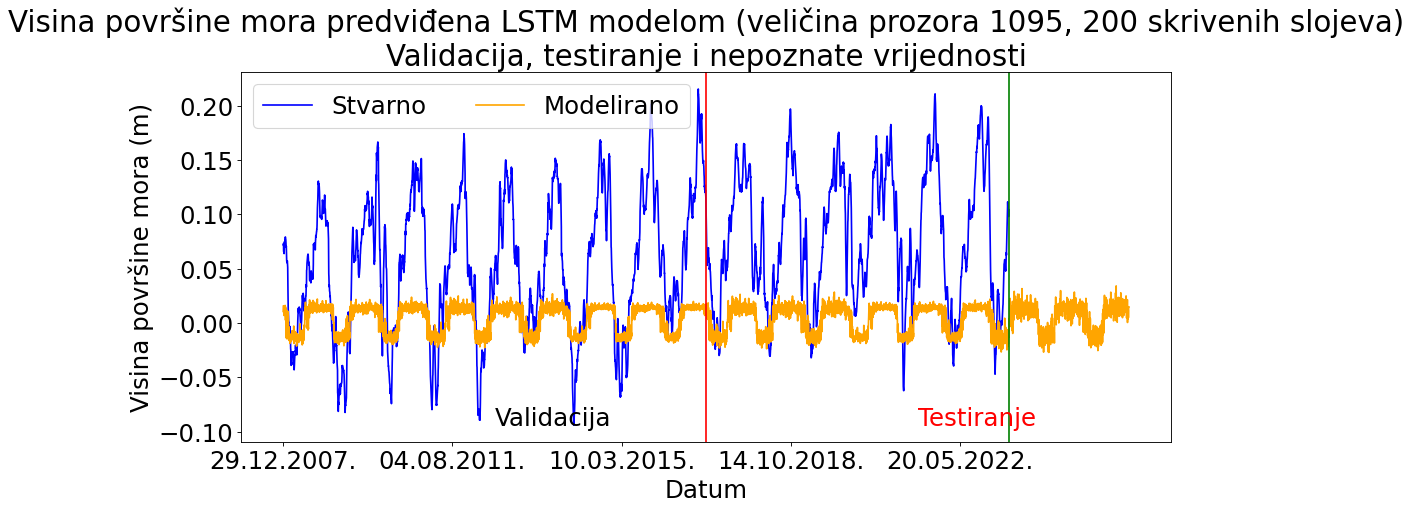 Visina površine mora predviđena LSTM modelom (veličina prozora 1095, 200 skrivenih slojeva)
Validacija, testiranje i nepoznate vrijednosti
Stvarno
Modelirano
Visina površine mora (m)
0.20
0.15
0.10
0.05
0.00
−0.05
−0.10
Validacija
Testiranje
29.12.2007.
04.08.2011.
10.03.2015.
14.10.2018.
20.05.2022.
Datum